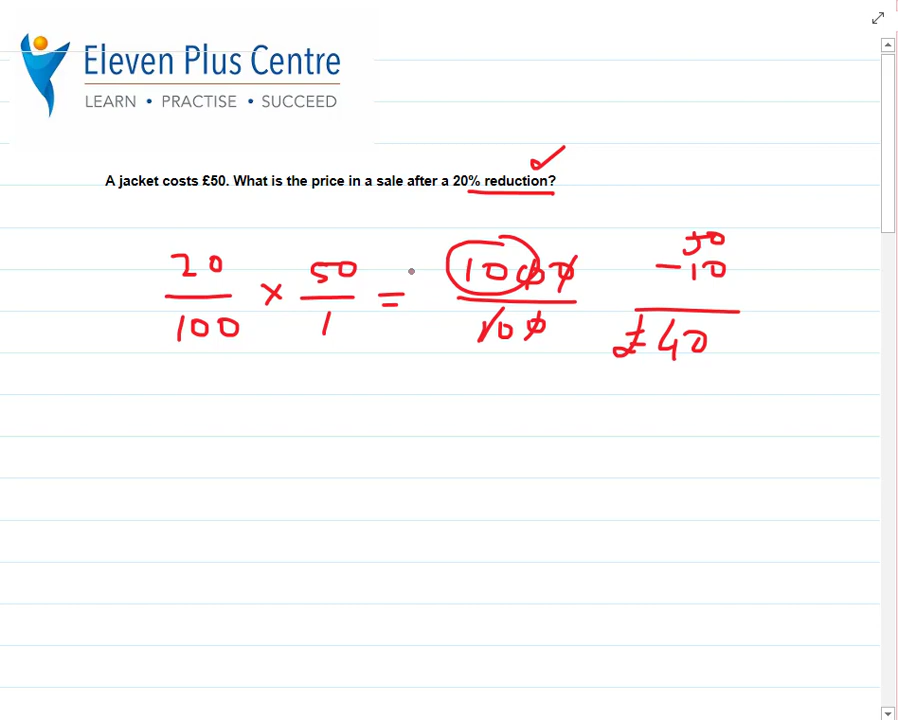 Eleven Plus Centre
LEARN • PRACTISE • SUCCEED
A jacket costs £50. What is the price in a sale after a 20% reduction?
20/100 × 50/1 = 1000/100
50
- 10
£40